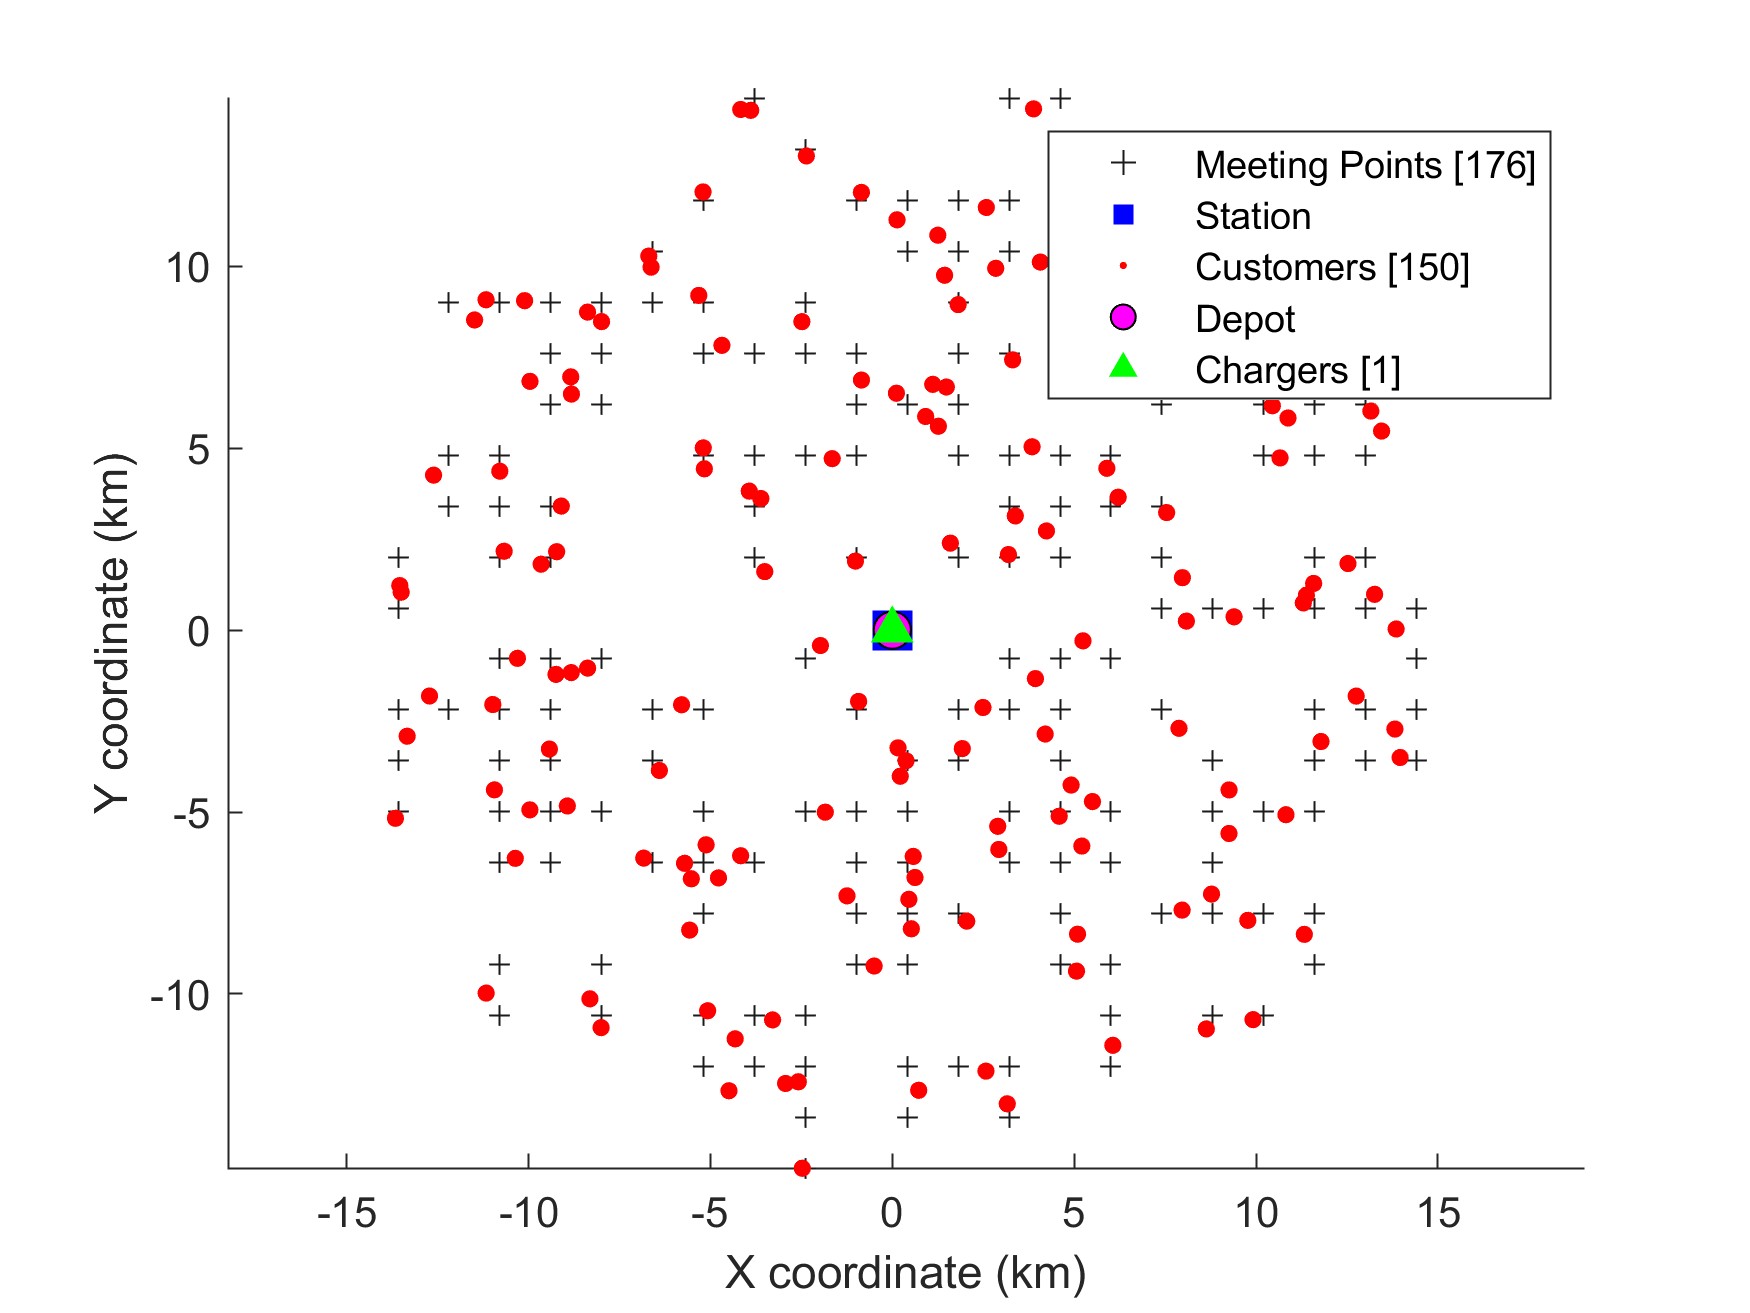 Meeting Points [176]
Station
Customers [150]
Depot
Chargers [1]
10
5
0
-5
-10
Y coordinate (km)
-15
-10
-5
0
5
10
15
X coordinate (km)